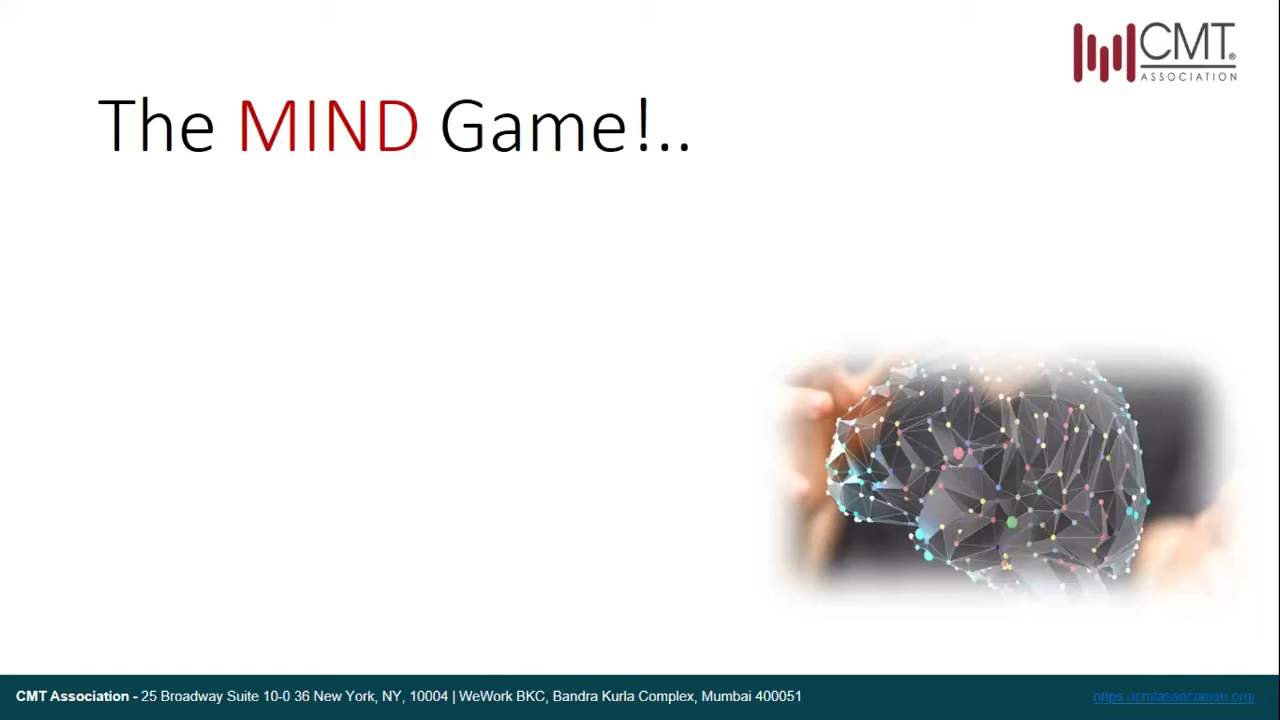 CMT®
ASSOCIATION
The MIND Game!..
CMT Association - 25 Broadway Suite 10-0 36 New York, NY, 10004 | WeWork BKC, Bandra Kurla Complex, Mumbai 400051
https://cmtassociation.org/